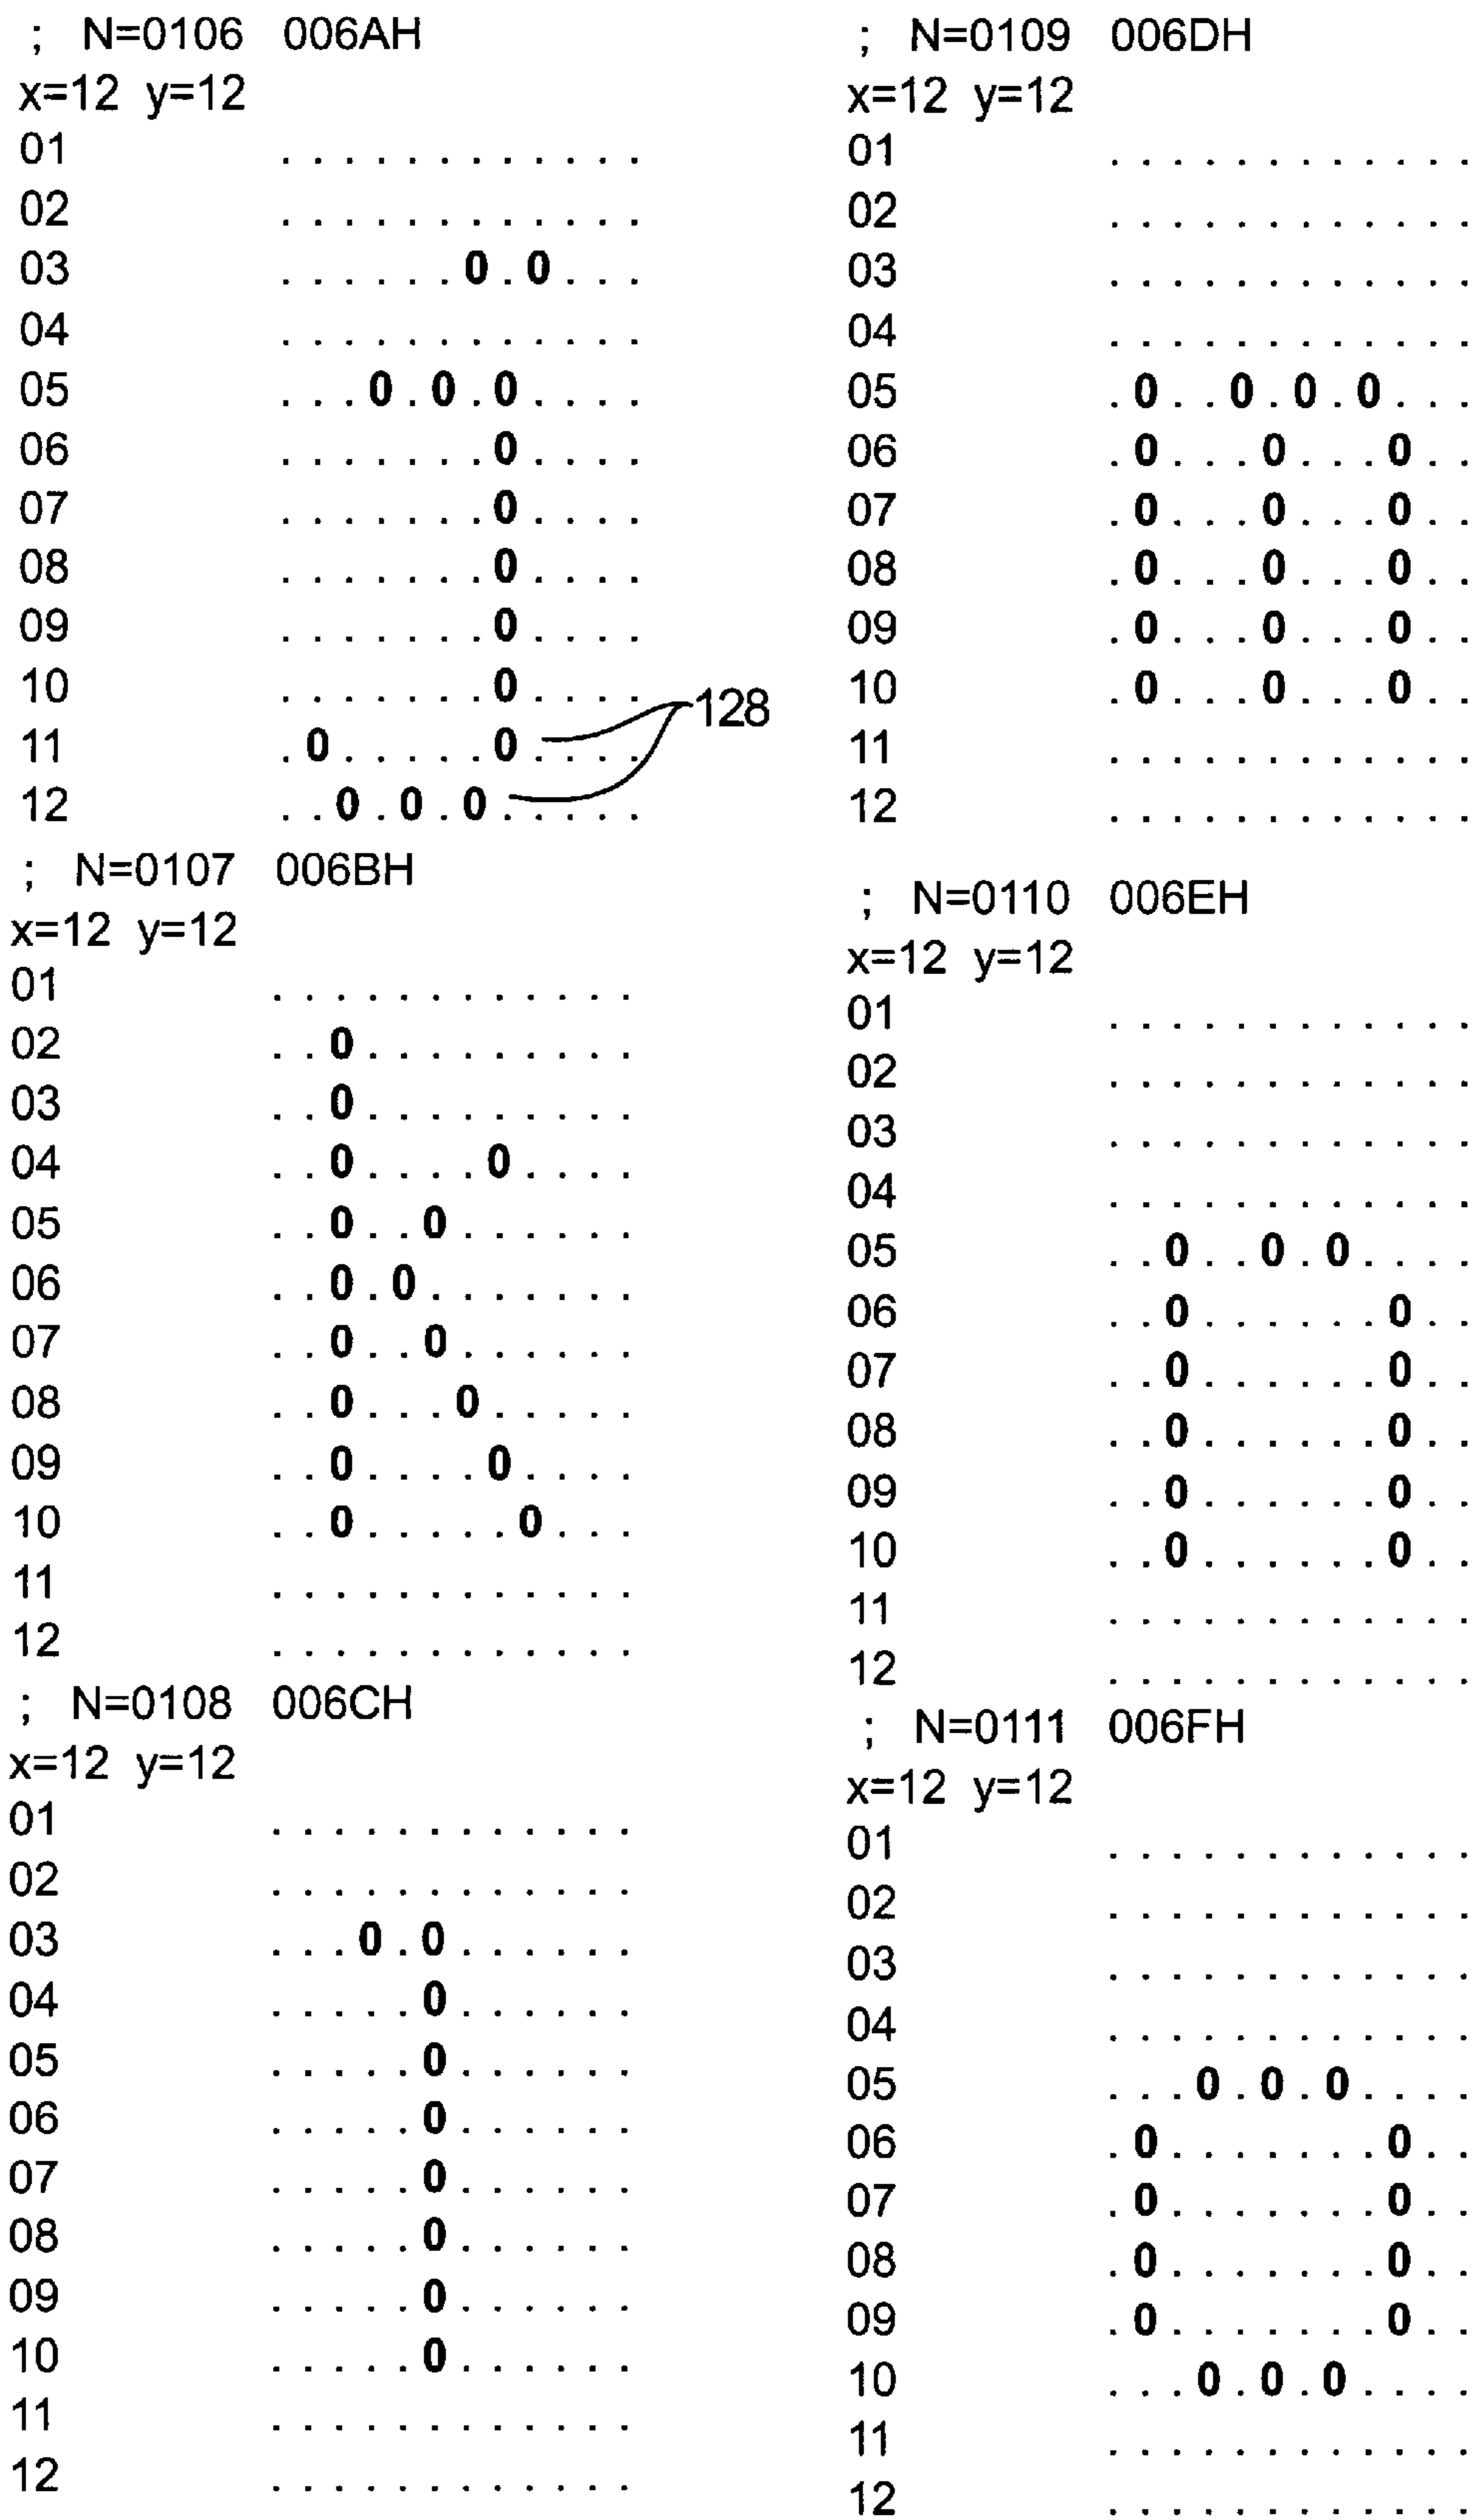 ; N=0106 006AH
x=12 y=12
01 . . . . . . . . . . . .
02 . . . . . . . . . . . .
03 . . . . . . 0 . 0 . . .
04 . . . . . . . . . . . .
05 . . . 0 . 0 . 0 . . . .
06 . . . . . . . 0 . . . .
07 . . . . . . . 0 . . . .
08 . . . . . . . 0 . . . .
09 . . . . . . . 0 . . . .
10 . . . . . . . 0 . . . .
128
11 . 0 . . . . . 0 . . . .
12 . . 0 . 0 . 0 . . . . .
; N=0107 006BH
x=12 y=12
01 . . . . . . . . . . . .
02 . . 0 . . . . . . . . .
03 . . 0 . . . . . . . . .
04 . . 0 . . . . 0 . . . .
05 . . 0 . . 0 . . . . . .
06 . . 0 . 0 . . . . . . .
07 . . 0 . . 0 . . . . . .
08 . . 0 . . . 0 . . . . .
09 . . 0 . . . . 0 . . . .
10 . . 0 . . . . . 0 . . .
11 . . . . . . . . . . . .
12 . . . . . . . . . . . .
; N=0108 006CH
x=12 y=12
01 . . . . . . . . . . . .
02 . . . . . . . . . . . .
03 . . . 0 . 0 . . . . . .
04 . . . . . 0 . . . . . .
05 . . . . . 0 . . . . . .
06 . . . . . 0 . . . . . .
07 . . . . . 0 . . . . . .
08 . . . . . 0 . . . . . .
09 . . . . . 0 . . . . . .
10 . . . . . 0 . . . . . .
11 . . . . . . . . . . . .
12 . . . . . . . . . . . .
; N=0109 006DH
x=12 y=12
01 . . . . . . . . . . . .
02 . . . . . . . . . . . .
03 . . . . . . . . . . . .
04 . . . . . . . . . . . .
05 . 0 . . 0 . 0 . 0 . . .
06 . 0 . . . 0 . . . 0 . .
07 . 0 . . . 0 . . . 0 . .
08 . 0 . . . 0 . . . 0 . .
09 . 0 . . . 0 . . . 0 . .
10 . 0 . . . 0 . . . 0 . .
11 . . . . . . . . . . . .
12 . . . . . . . . . . . .
; N=0110 006EH
x=12 y=12
01 . . . . . . . . . . . .
02 . . . . . . . . . . . .
03 . . . . . . . . . . . .
04 . . . . . . . . . . . .
05 . . 0 . . 0 . 0 . . . .
06 . . 0 . . . . . . 0 . .
07 . . 0 . . . . . . 0 . .
08 . . 0 . . . . . . 0 . .
09 . . 0 . . . . . . 0 . .
10 . . 0 . . . . . . 0 . .
11 . . . . . . . . . . . .
12 . . . . . . . . . . . .
; N=0111 006FH
x=12 y=12
01 . . . . . . . . . . . .
02 . . . . . . . . . . . .
03 . . . . . . . . . . . .
04 . . . . . . . . . . . .
05 . . . 0 . 0 . 0 . . . .
06 . 0 . . . . . . . 0 . .
07 . 0 . . . . . . . 0 . .
08 . 0 . . . . . . . 0 . .
09 . 0 . . . . . . . 0 . .
10 . . . 0 . 0 . 0 . . . .
11 . . . . . . . . . . . .
12 . . . . . . . . . . . .